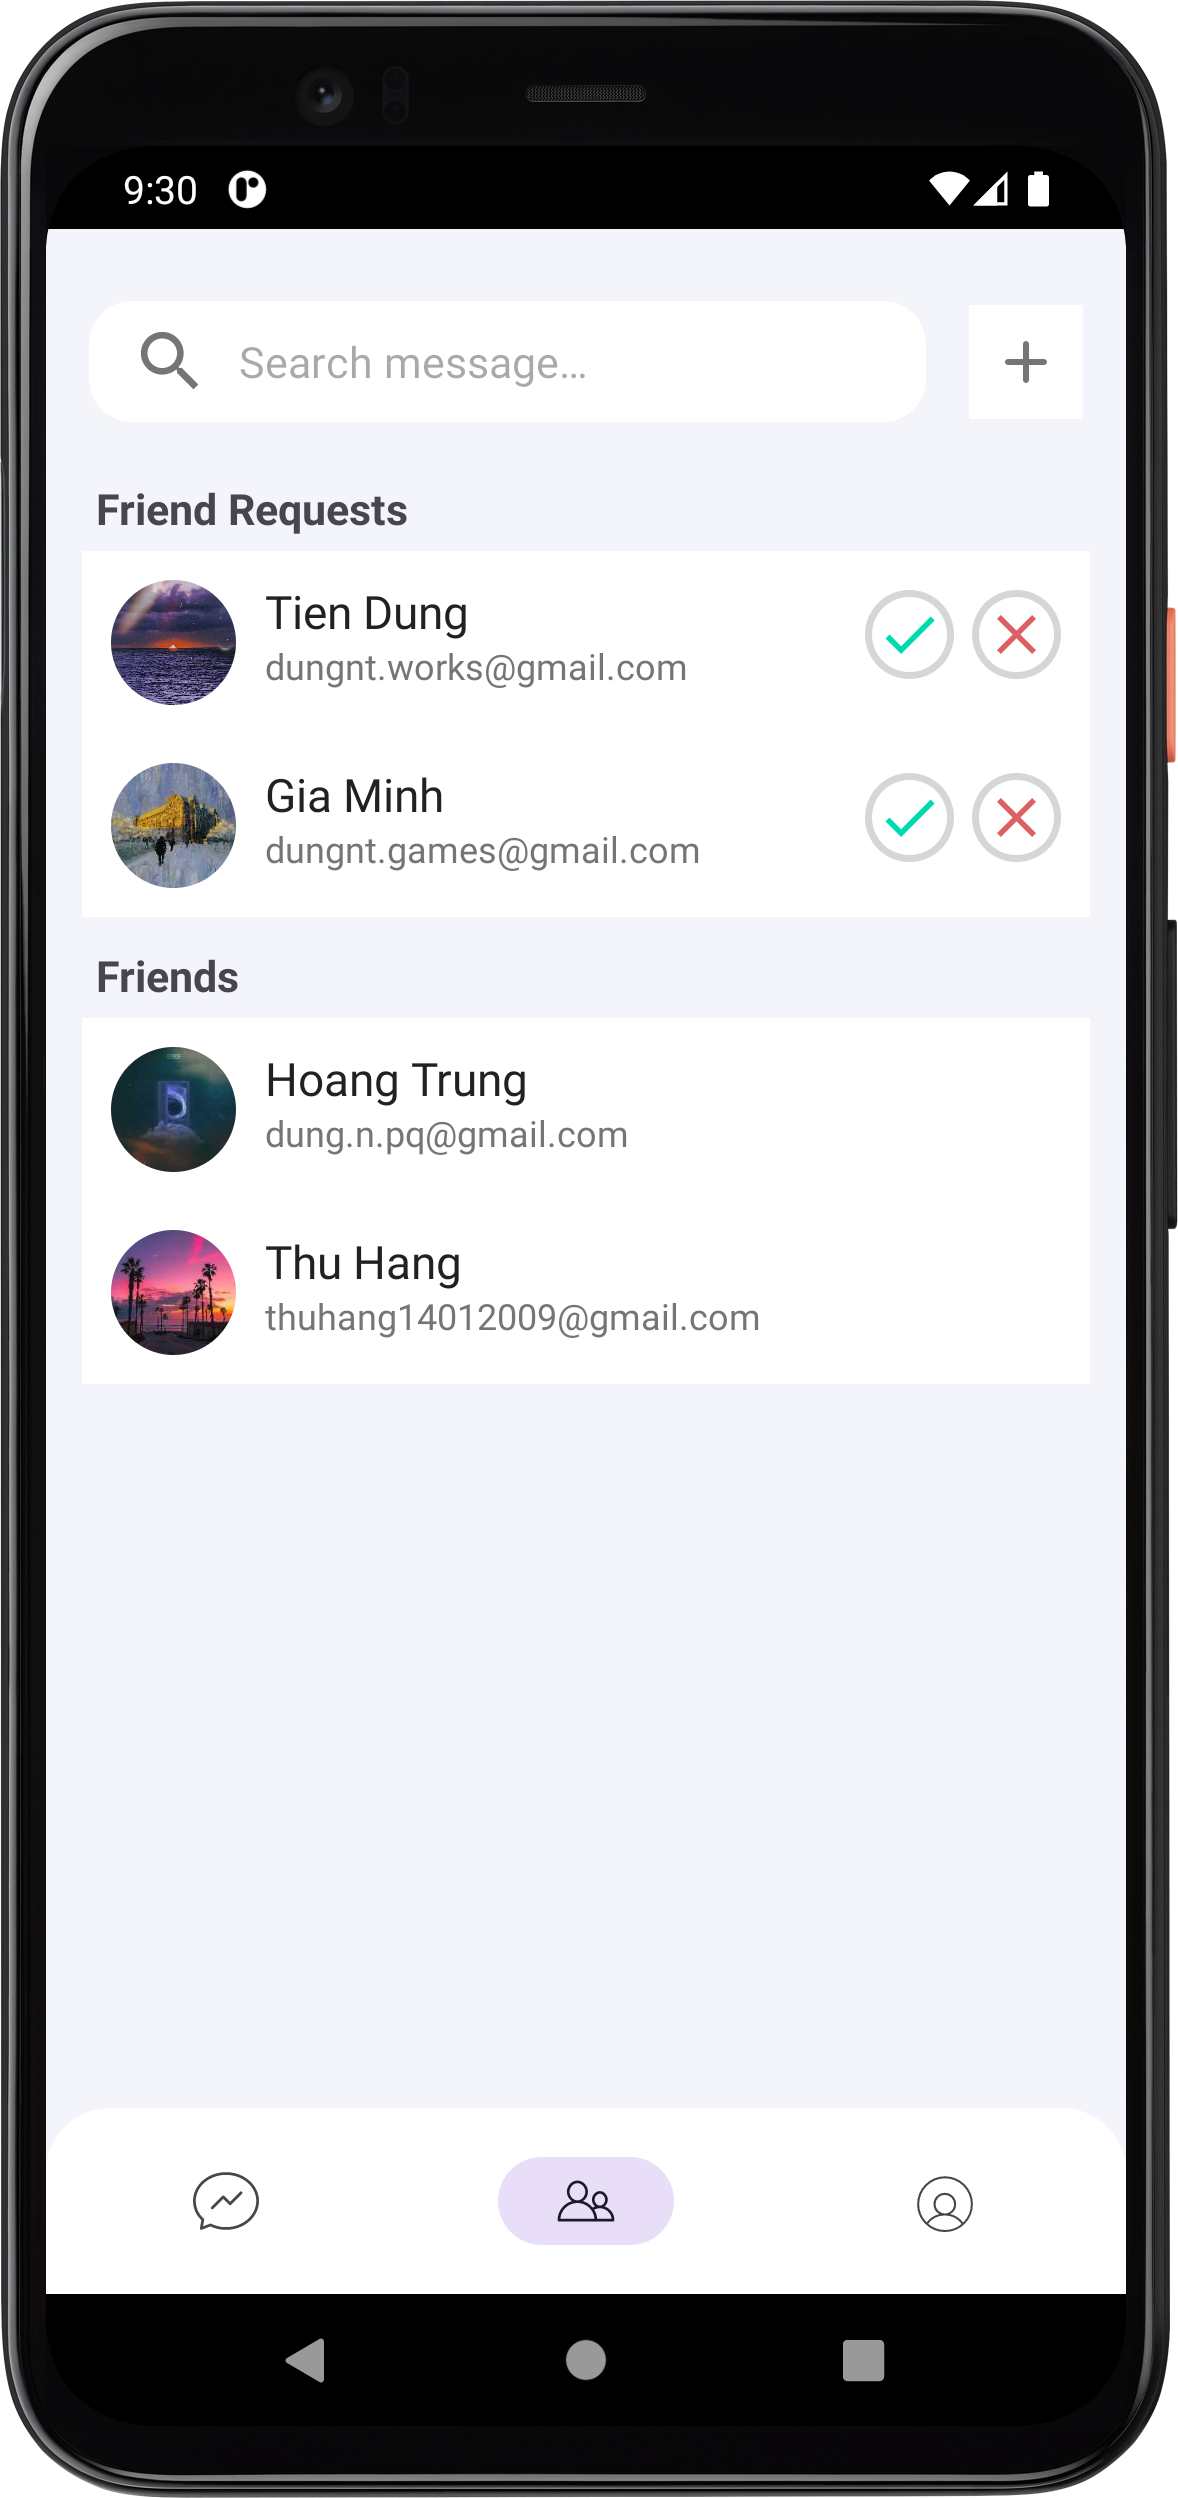 9:30
Search message...
Friend Requests
Tien Dung
dungnt.works@gmail.com
Gia Minh
dungnt.games@gmail.com
Friends
Hoang Trung
dung.n.pq@gmail.com
Thu Hang
thuhang14012009@gmail.com